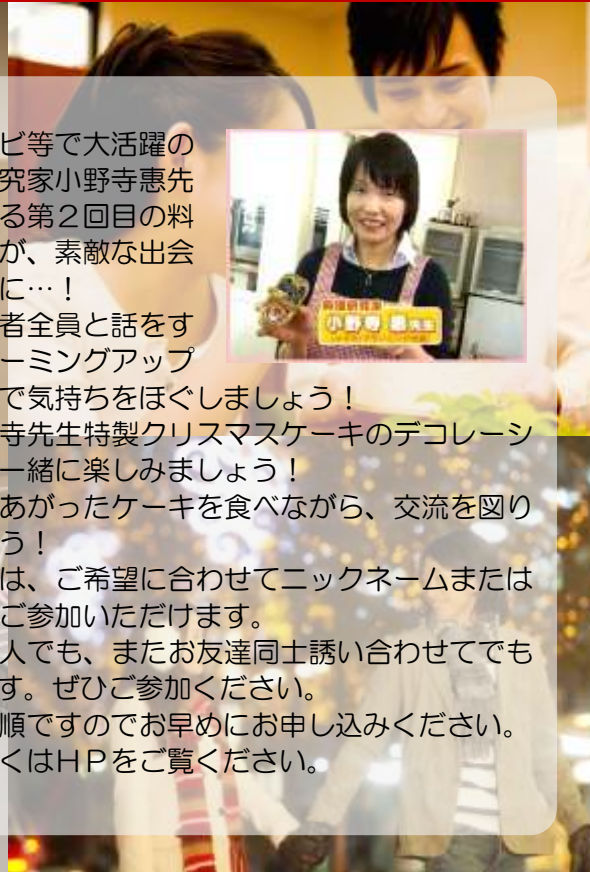 ビ等で大活躍の
究家小野寺惠先
る第２回目の料
が、素敵な出会
に…！
者全員と話をす
ーミングアップ
で気持ちをほぐしましょう！
寺先生特製クリスマスケーキのデコレーシ
一緒に楽しみましょう！
あがったケーキを食べながら、交流を図り
う！
は、ご希望に合わせてニックネームまたは
ご参加いただけます。
人でも、またお友達同士誘い合わせてでも
す。ぜひご参加ください。
順ですのでお早めにお申し込みください。
くはＨＰをご覧ください。
小野寺 惠先生